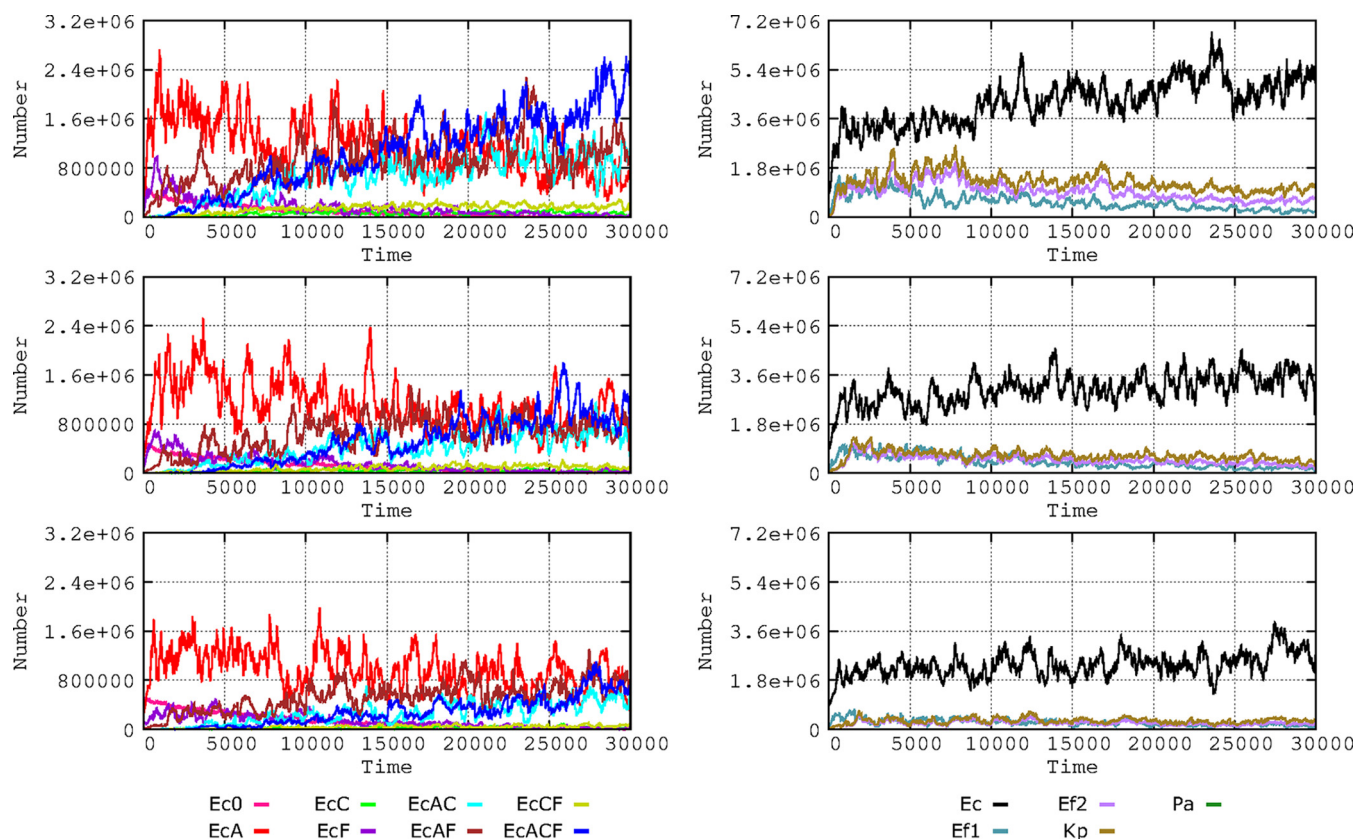 3.2e+06 7.2e+06
2.4e+06 5.4e+06
Number 1.6e+06 Number 3.6e+06
800000 1.8e+06
0 0
0 5000 10000 15000 20000 25000 30000 0 5000 10000 15000 20000 25000 30000
Time Time
3.2e+06 7.2e+06
2.4e+06 5.4e+06
Number 1.6e+06 Number 3.6e+06
800000 1.8e+06
0 0
0 5000 10000 15000 20000 25000 30000 0 5000 10000 15000 20000 25000 30000
Time Time
3.2e+06 7.2e+06
2.4e+06 5.4e+06
Number 1.6e+06 Number 3.6e+06
800000 1.8e+06
0 0
0 5000 10000 15000 20000 25000 30000 0 5000 10000 15000 20000 25000 30000
Time Time
Ec0 EcC EcAC EcCF Ec Ef2 Pa
EcA EcF EcAF EcACF Ef1 Kp